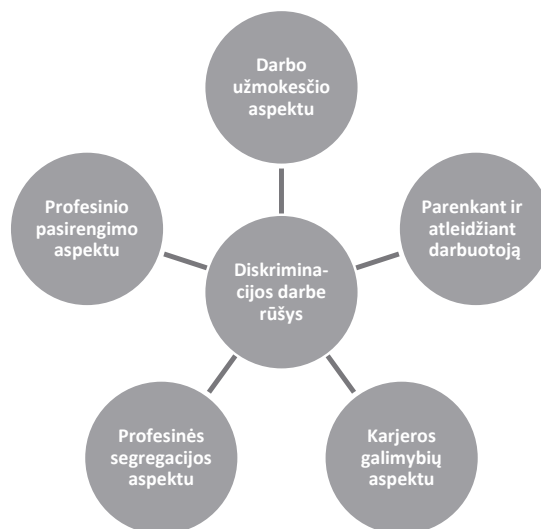 Darbo
užmokesčio
aspektu
Profesinio
pasirengimo
aspektu
Parenkant ir
atleidžiant
darbuotoją
Diskrimina-
cijos darbe
rūšys
Profesinės
segregacijos
aspektu
Karjeros
galimybių
aspektu